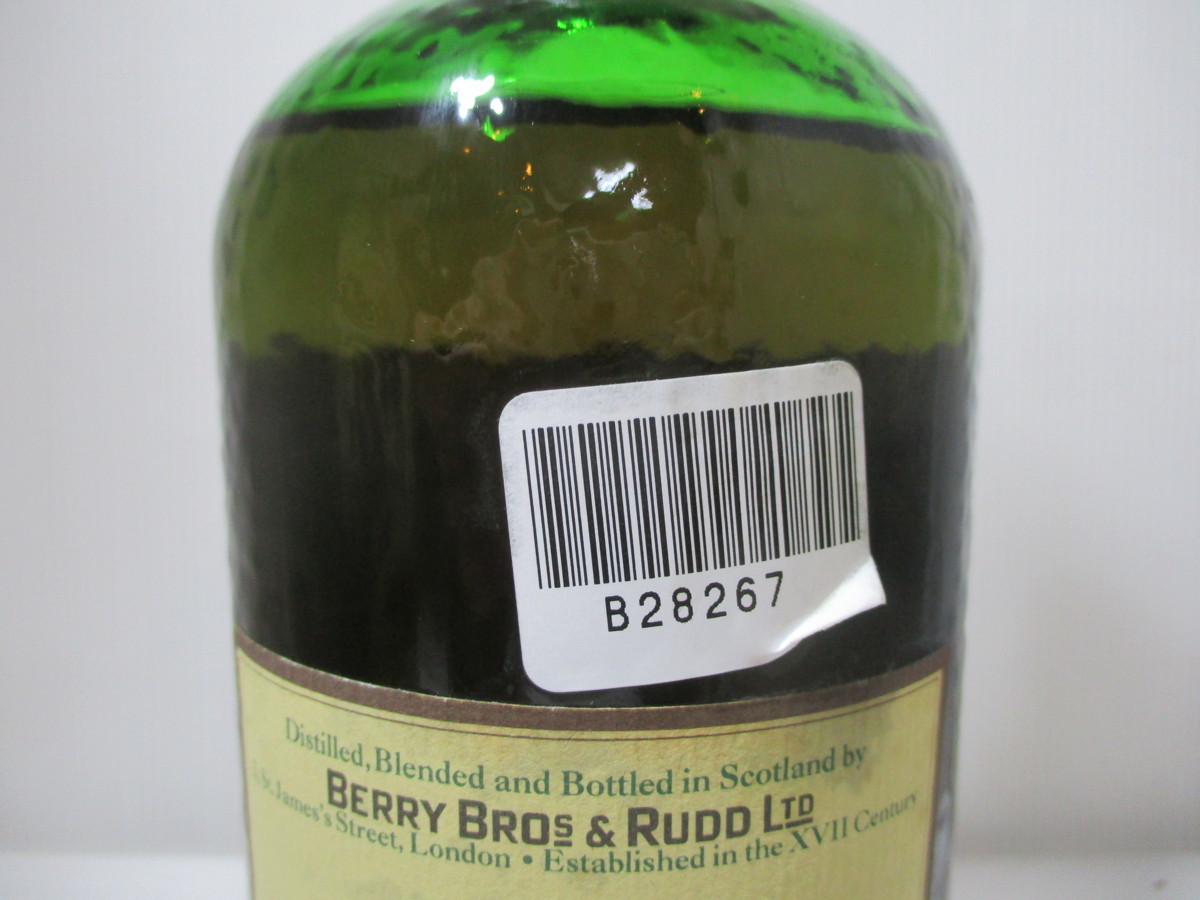 B28267
Distilled, Blended and Bottled in Scotland by
BERRY BROS & RUDD LTD
St. James's Street, London • Established in the XVII Century